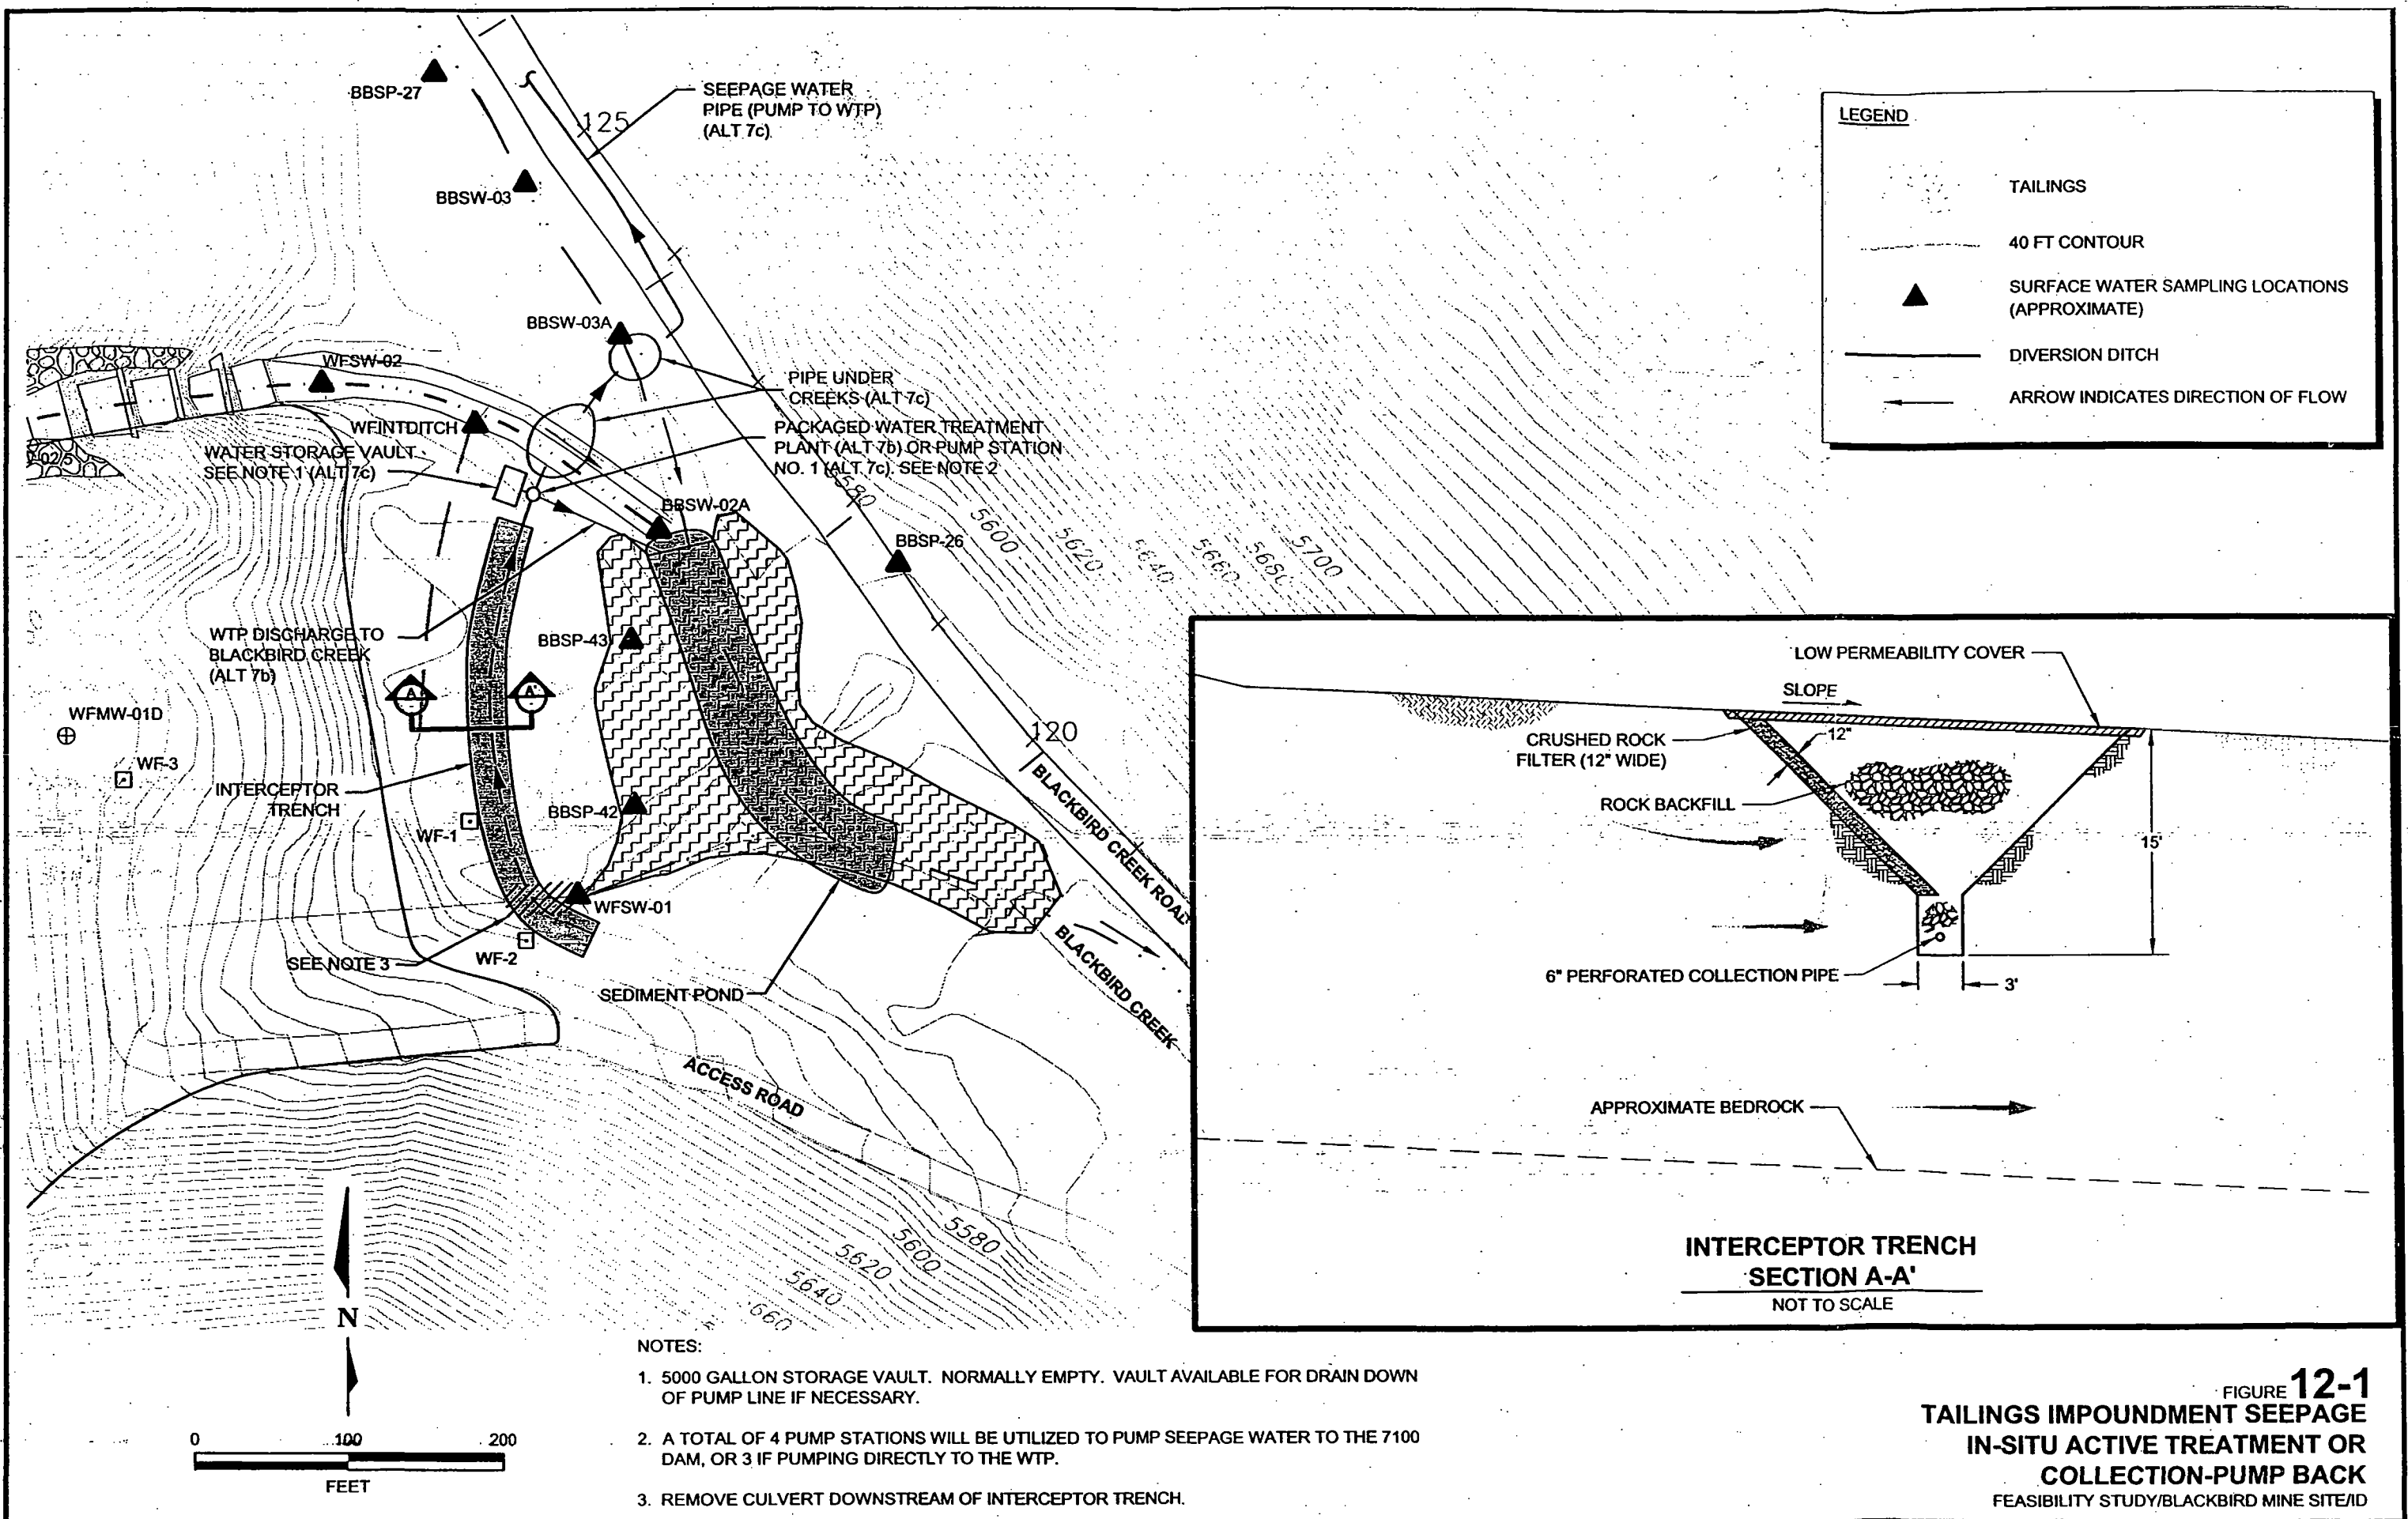 BBSP-27
SEEPAGE WATER
PIPE (PUMP TO WTP)
(ALT 7c)
125
BBSW-03
BBSW-03A
WFSW-02
PIPE UNDER
CREEKS (ALT 7c)
WFINTDITCH
PACKAGED WATER TREATMENT
PLANT (ALT 7b) OR PUMP STATION
NO. 1 (ALT 7c). SEE NOTE 2
WATER STORAGE VAULT
SEE NOTE 1 (ALT 7c)
5580
BBSW-02A
BBSP-26
5600
5620
5640
5660
5700
WTP DISCHARGE TO
BLACKBIRD CREEK
(ALT 7b)
BBSP-43
A
A'
WFMW-01D
WF-3
120
INTERCEPTOR
TRENCH
BBSP-42
WF-1
BLACKBIRD CREEK ROAD
WFSW-01
WF-2
SEE NOTE 3
BLACKBIRD CREEK
SEDIMENT POND
ACCESS ROAD
5580
5600
5620
5640
N
0 100 200
FEET
LEGEND
TAILINGS
40 FT CONTOUR
SURFACE WATER SAMPLING LOCATIONS
(APPROXIMATE)
DIVERSION DITCH
ARROW INDICATES DIRECTION OF FLOW
LOW PERMEABILITY COVER
SLOPE
CRUSHED ROCK
FILTER (12" WIDE)
12"
ROCK BACKFILL
15'
6" PERFORATED COLLECTION PIPE
3'
APPROXIMATE BEDROCK
INTERCEPTOR TRENCH
SECTION A-A'
NOT TO SCALE
NOTES:
1. 5000 GALLON STORAGE VAULT. NORMALLY EMPTY. VAULT AVAILABLE FOR DRAIN DOWN
OF PUMP LINE IF NECESSARY.
2. A TOTAL OF 4 PUMP STATIONS WILL BE UTILIZED TO PUMP SEEPAGE WATER TO THE 7100
DAM, OR 3 IF PUMPING DIRECTLY TO THE WTP.
3. REMOVE CULVERT DOWNSTREAM OF INTERCEPTOR TRENCH.
FIGURE 12-1
TAILINGS IMPOUNDMENT SEEPAGE
IN-SITU ACTIVE TREATMENT OR
COLLECTION-PUMP BACK
FEASIBILITY STUDY/BLACKBIRD MINE SITE/ID